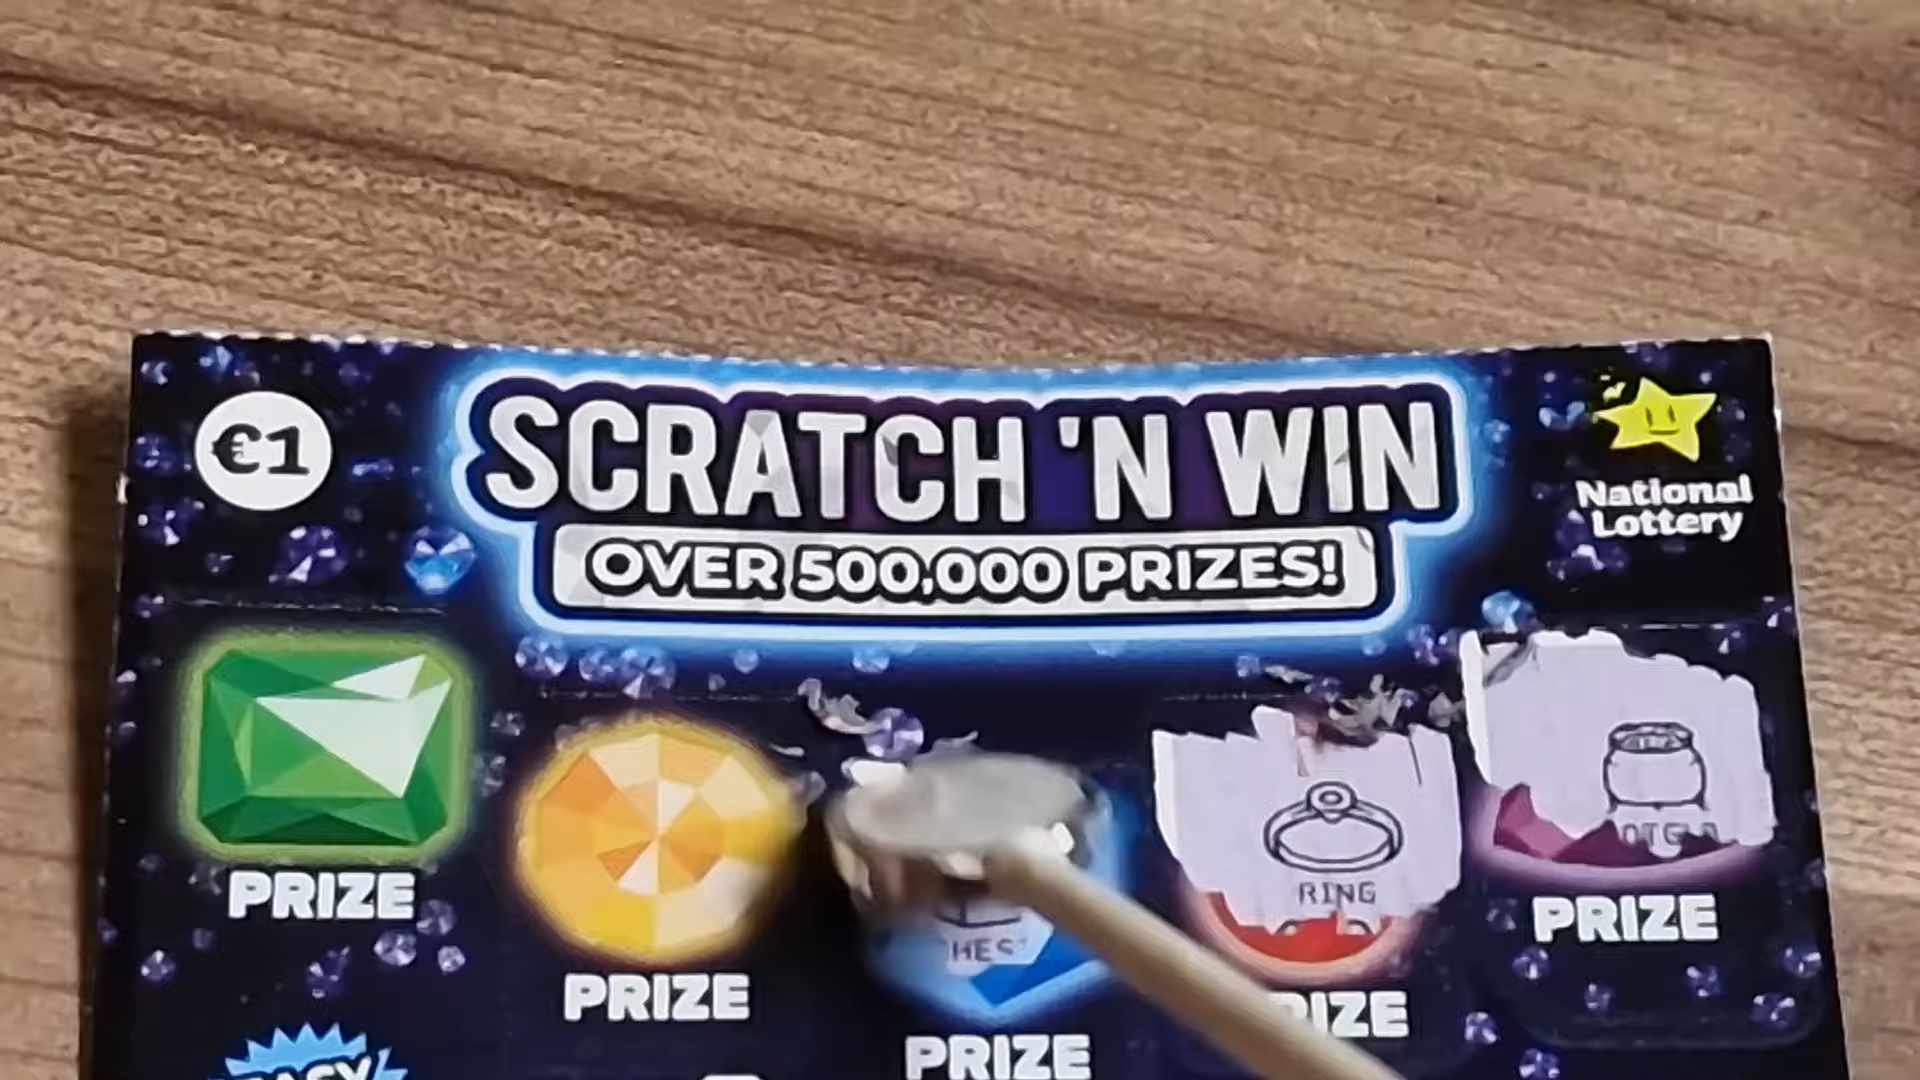 €1
SCRATCH 'N WIN
OVER 500,000 PRIZES!
National
Lottery
RING
PRIZE
PRIZE
PRIZE
PRIZE